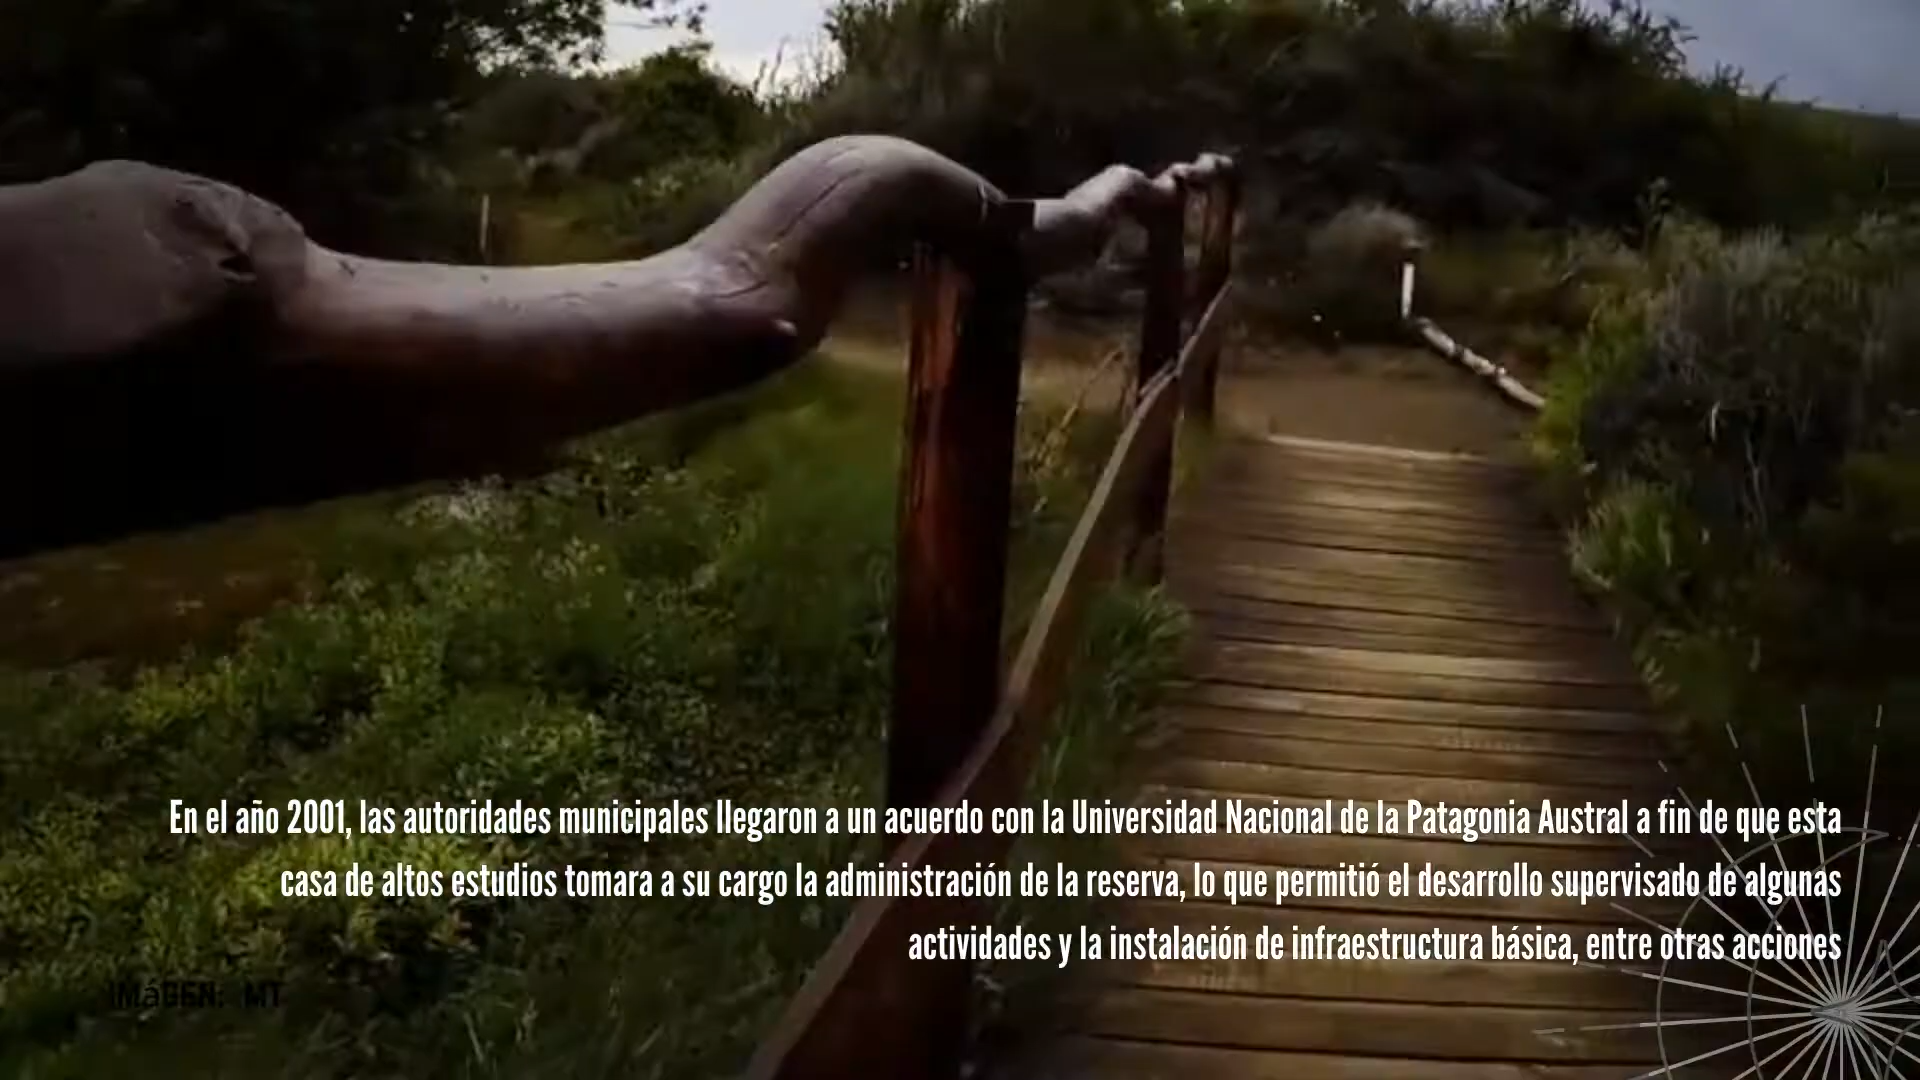 En el año 2001, las autoridades municipales llegaron a un acuerdo con la Universidad Nacional de la Patagonia Austral a fin de que esta
casa de altos estudios tomara a su cargo la administración de la reserva, lo que permitió el desarrollo supervisado de algunas
actividades y la instalación de infraestructura básica, entre otras acciones
IMáGEN: MT